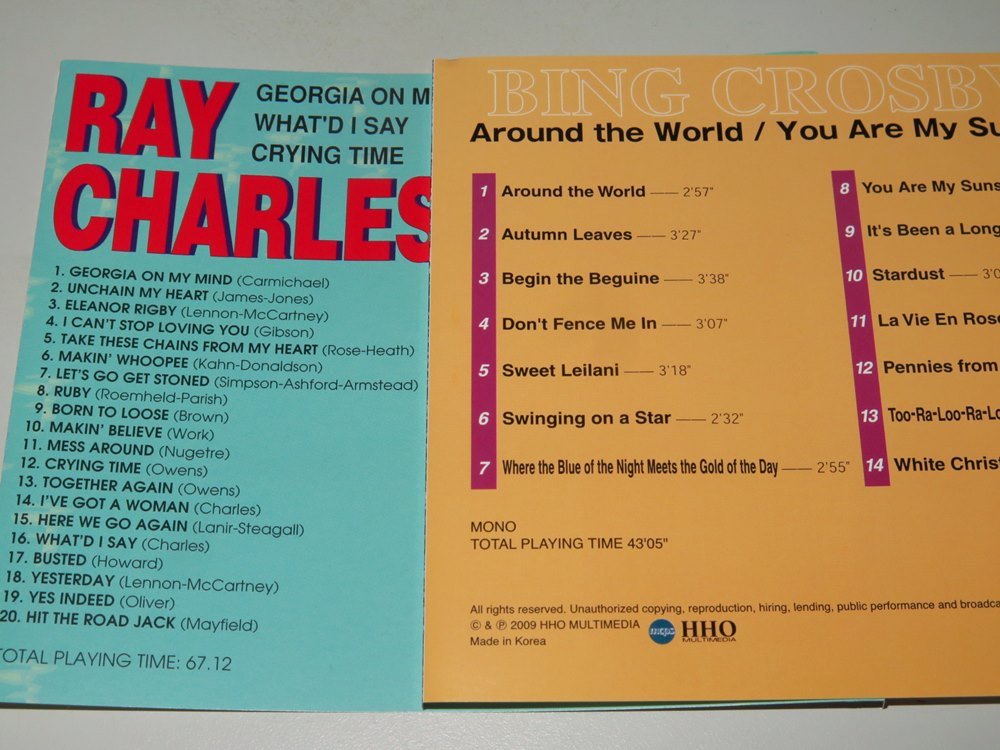 RAY
CHARLES
GEORGIA ON M
WHAT'D I SAY
CRYING TIME
1. GEORGIA ON MY MIND (Carmichael)
2. UNCHAIN MY HEART (James-Jones)
3. ELEANOR RIGBY (Lennon-McCartney)
4. I CAN'T STOP LOVING YOU (Gibson)
5. TAKE THESE CHAINS FROM MY HEART (Rose-Heath)
6. MAKIN' WHOOPEE (Kahn-Donaldson)
7. LET'S GO GET STONED (Simpson-Ashford-Armstead)
8. RUBY (Roemheld-Parish)
9. BORN TO LOOSE (Brown)
10. MAKIN' BELIEVE (Work)
11. MESS AROUND (Nugetre)
12. CRYING TIME (Owens)
13. TOGETHER AGAIN (Owens)
14. I'VE GOT A WOMAN (Charles)
15. HERE WE GO AGAIN (Lanir-Steagall)
16. WHAT'D I SAY (Charles)
17. BUSTED (Howard)
18. YESTERDAY (Lennon-McCartney)
19. YES INDEED (Oliver)
20. HIT THE ROAD JACK (Mayfield)
TOTAL PLAYING TIME: 67.12
BING CROSBY
Around the World / You Are My Su
1 Around the World —— 2'57"
2 Autumn Leaves —— 3'27"
3 Begin the Beguine —— 3'38"
4 Don't Fence Me In —— 3'07"
5 Sweet Leilani —— 3'18"
6 Swinging on a Star —— 2'32"
7 Where the Blue of the Night Meets the Gold of the Day —— 2'55"
8 You Are My Suns
9 It's Been a Long
10 Stardust —— 3'0
11 La Vie En Rose
12 Pennies from
13 Too-Ra-Loo-Ra-Lo
14 White Christ
MONO
TOTAL PLAYING TIME 43'05"
All rights reserved. Unauthorized copying, reproduction, hiring, lending, public performance and broadca
© & ℗ 2009 HHO MULTIMEDIA mcps HHO MULTIMEDIA
Made in Korea